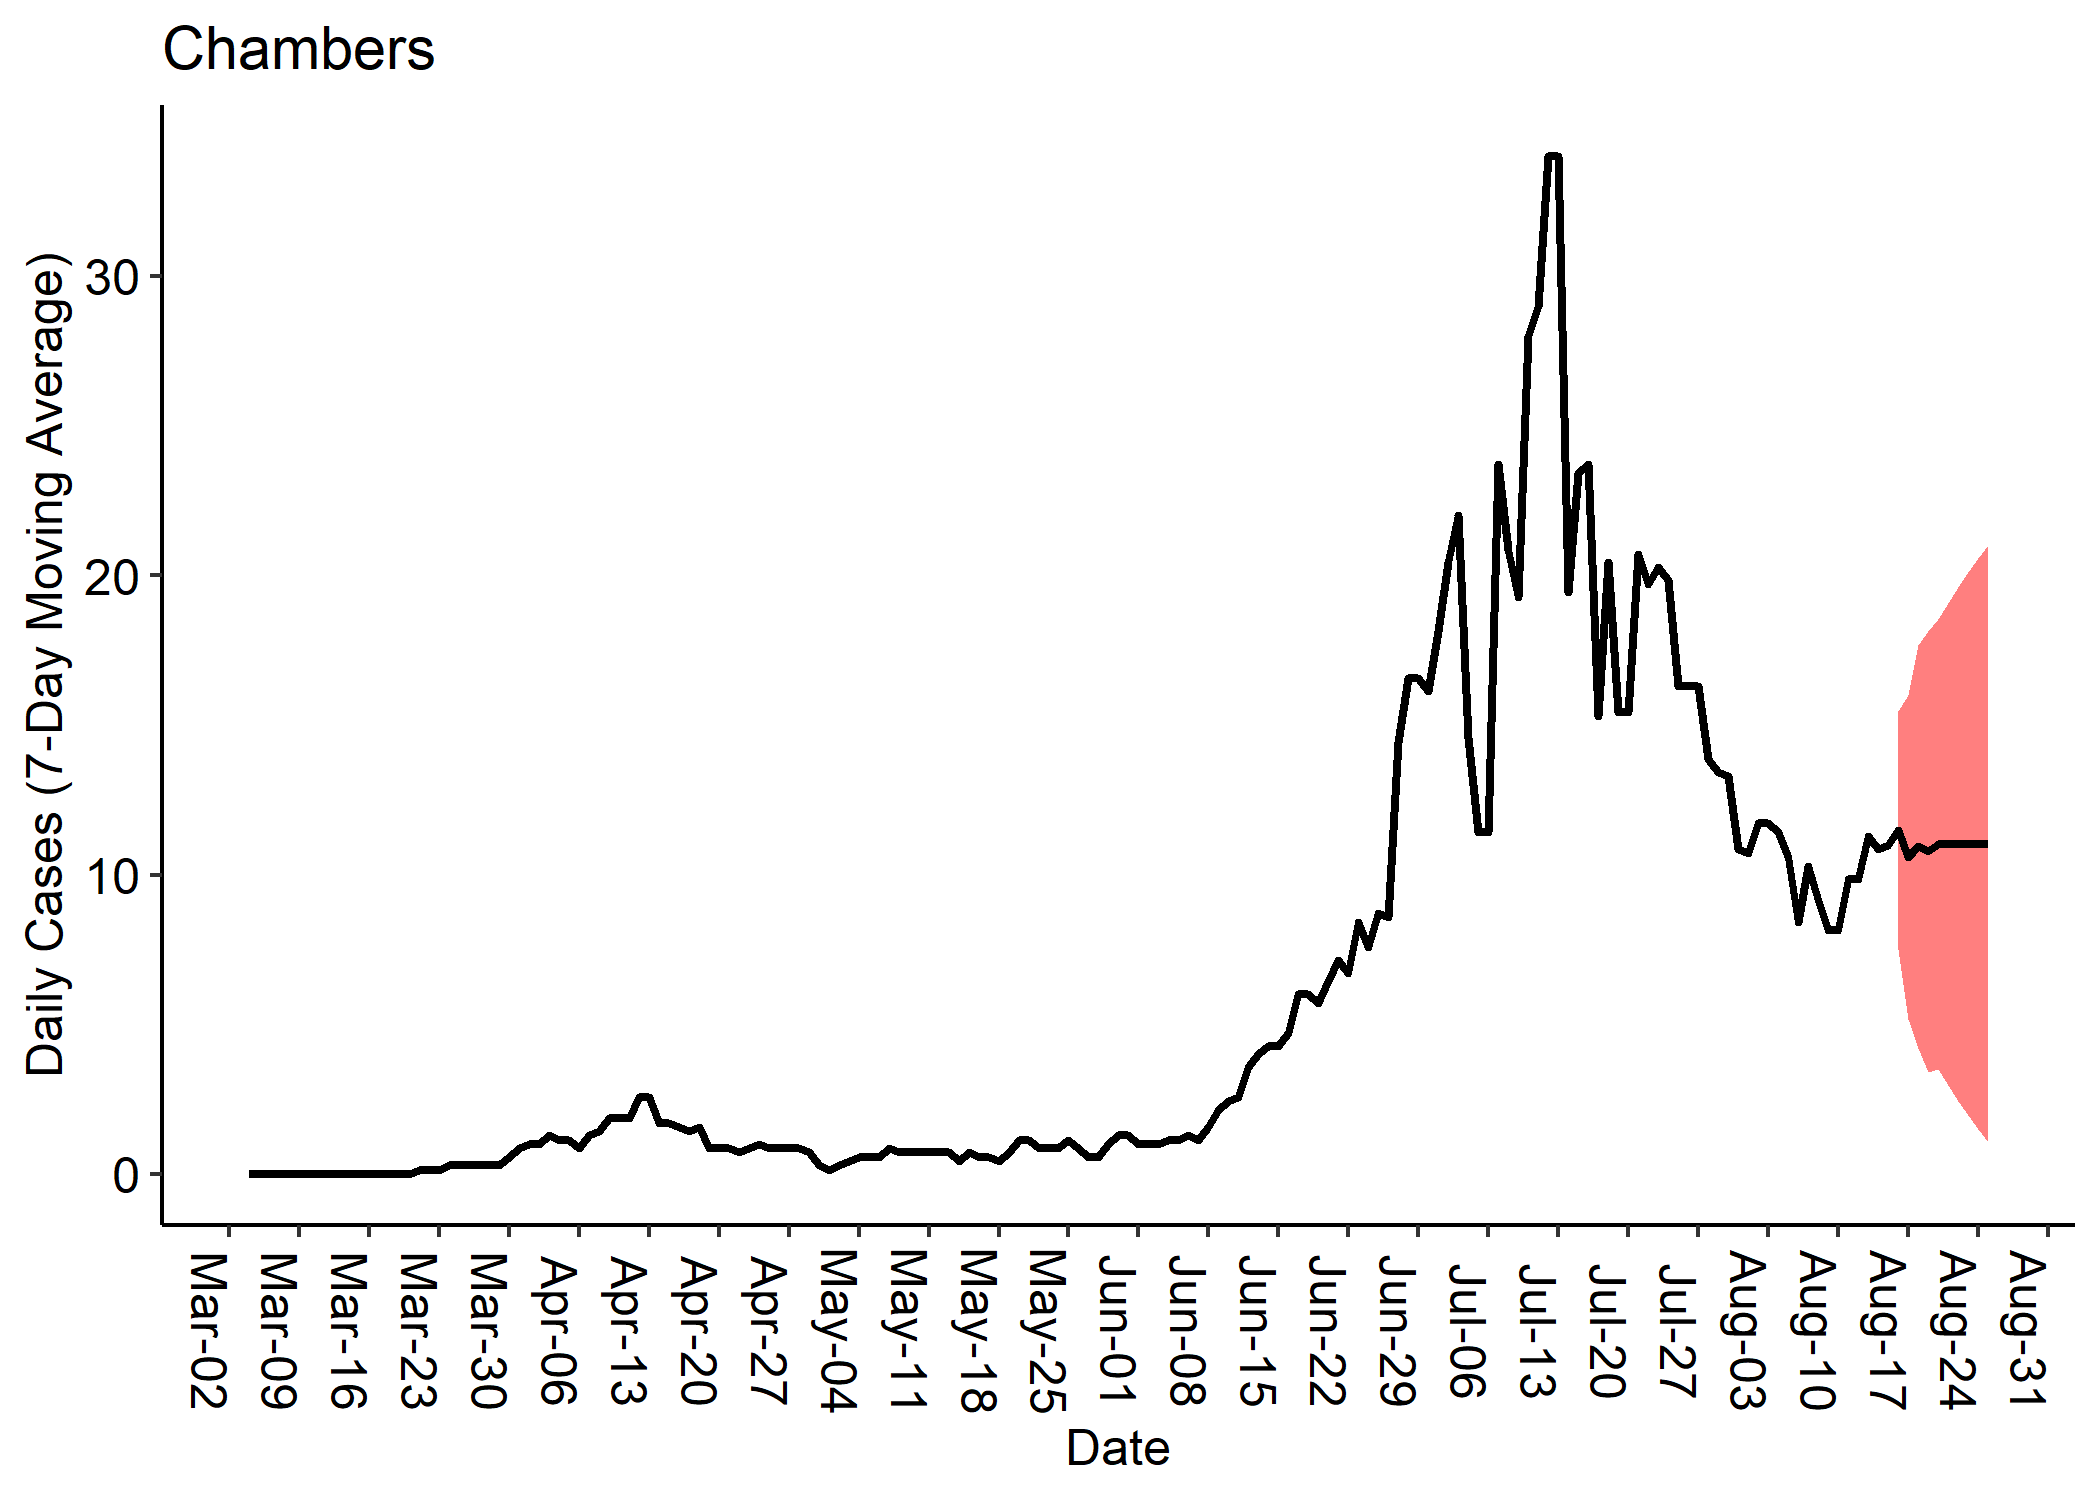 Chambers
Daily Cases (7-Day Moving Average)
30
20
10
0
Mar-02
Mar-09
Mar-16
Mar-23
Mar-30
Apr-06
Apr-13
Apr-20
Apr-27
May-04
May-11
May-18
May-25
Jun-01
Jun-08
Jun-15
Jun-22
Jun-29
Jul-06
Jul-13
Jul-20
Jul-27
Aug-03
Aug-10
Aug-17
Aug-24
Aug-31
Date